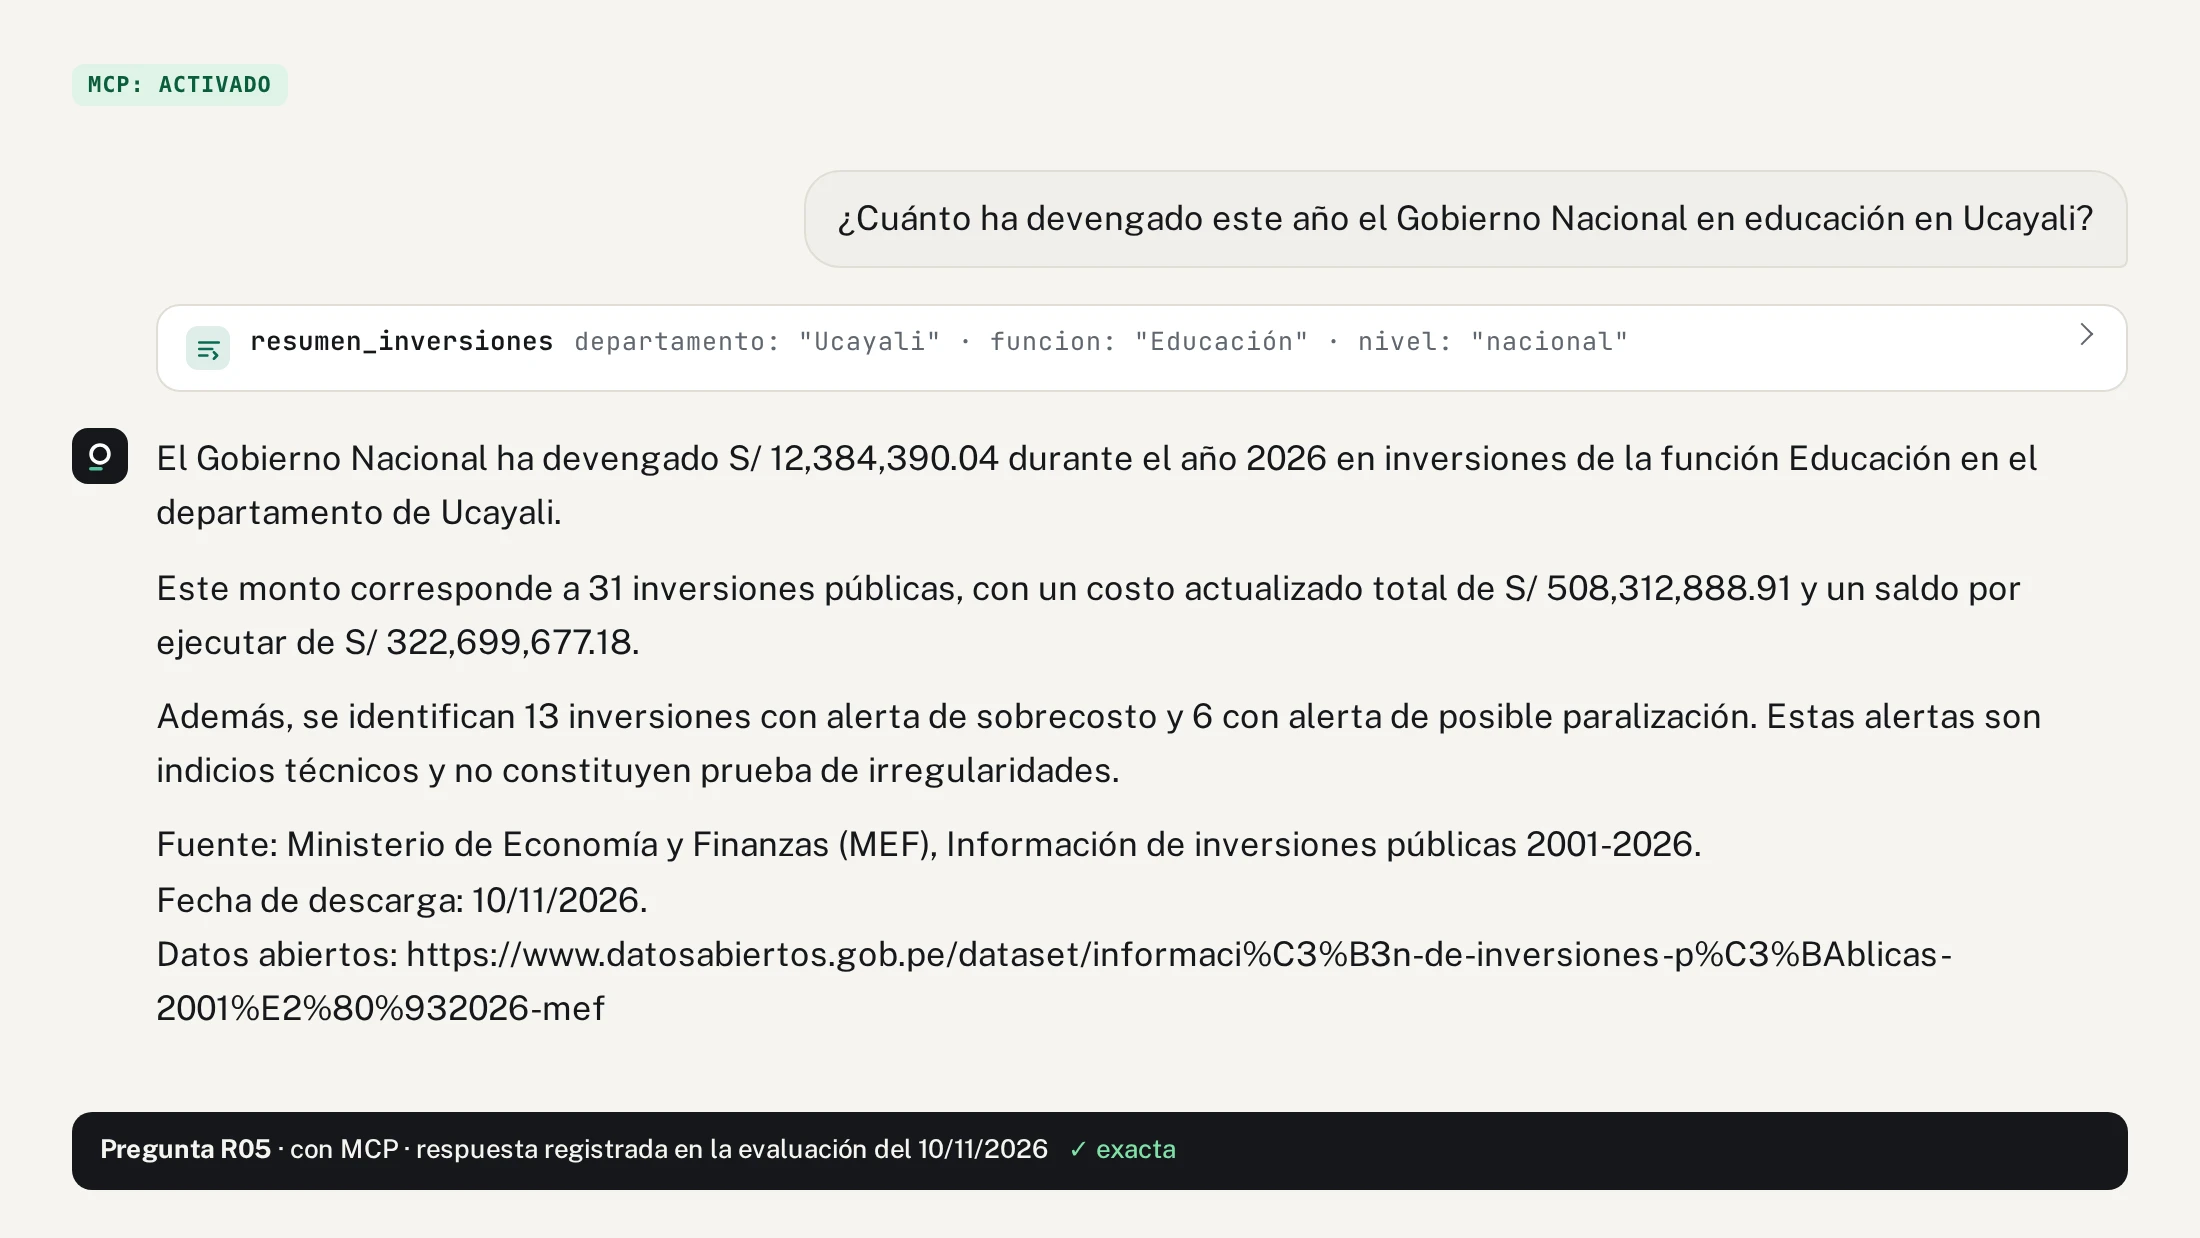 MCP: ACTIVADO
¿Cuánto ha devengado este año el Gobierno Nacional en educación en Ucayali?
resumen_inversiones departamento: "Ucayali" · funcion: "Educación" · nivel: "nacional"
El Gobierno Nacional ha devengado S/ 12,384,390.04 durante el año 2026 en inversiones de la función Educación en el
departamento de Ucayali.
Este monto corresponde a 31 inversiones públicas, con un costo actualizado total de S/ 508,312,888.91 y un saldo por
ejecutar de S/ 322,699,677.18.
Además, se identifican 13 inversiones con alerta de sobrecosto y 6 con alerta de posible paralización. Estas alertas son
indicios técnicos y no constituyen prueba de irregularidades.
Fuente: Ministerio de Economía y Finanzas (MEF), Información de inversiones públicas 2001-2026.
Fecha de descarga: 10/11/2026.
Datos abiertos: https://www.datosabiertos.gob.pe/dataset/informaci%C3%B3n-de-inversiones-p%C3%BAblicas-
2001%E2%80%932026-mef
Pregunta R05 · con MCP · respuesta registrada en la evaluación del 10/11/2026 ✓ exacta